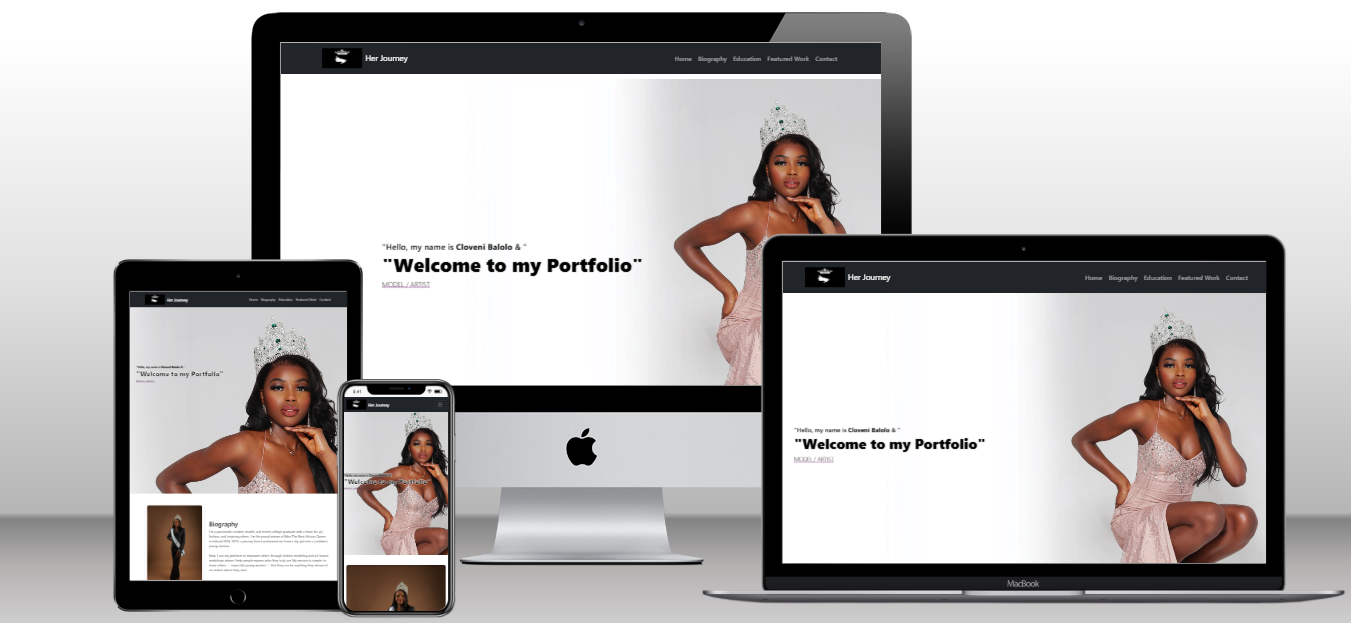 Her Journey
Home Biography Education Featured Work Contact
"Hello, my name is Cloveni Balolo & "
"Welcome to my Portfolio"
MODEL / ARTIST
Her Journey
Home Biography Education Featured Work Contact
"Hello, my name is Cloveni Balolo & "
"Welcome to my Portfolio"
MODEL / ARTIST
MacBook
Her Journey
Home Biography Education Featured Work Contact
"Hello, my name is Cloveni Balolo & "
"Welcome to my Portfolio"
MODEL / ARTIST
Biography
9:41
Her Journey
"Welcome to my Portfolio"